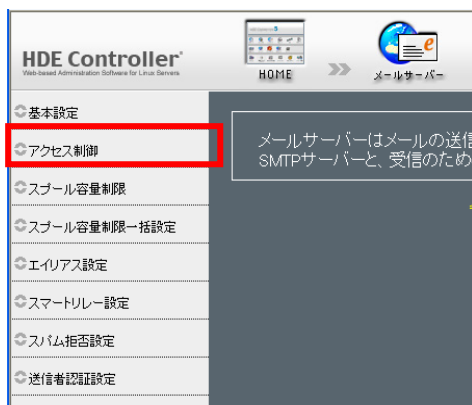 HDE Controller
Web-based Administration Software for Linux Servers
HOME
メールサーバー
基本設定
アクセス制御
スプール容量制限
スプール容量制限一括設定
エイリアス設定
スマートリレー設定
スパム拒否設定
送信者認証設定
メールサーバーはメールの送信
SMTPサーバーと、受信のため